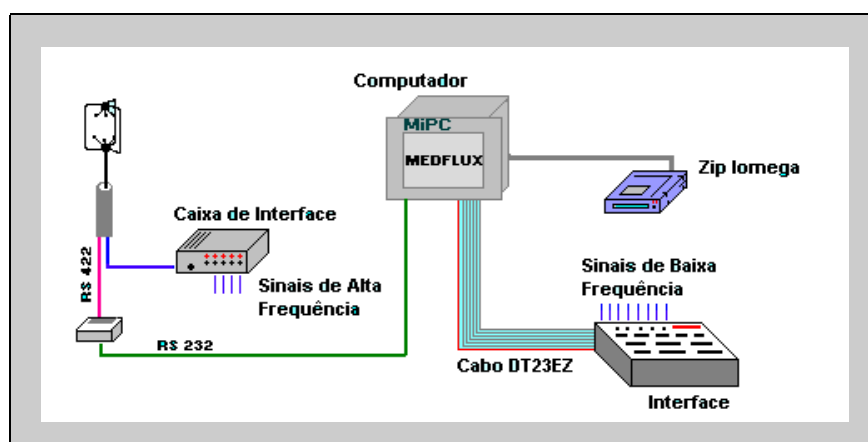 Computador
MiPC
MEDFLUX
Zip Iomega
Caixa de Interface
RS 422
Sinais de Alta
Frequência
Sinais de Baixa
Frequência
RS 232
Cabo DT23EZ
Interface